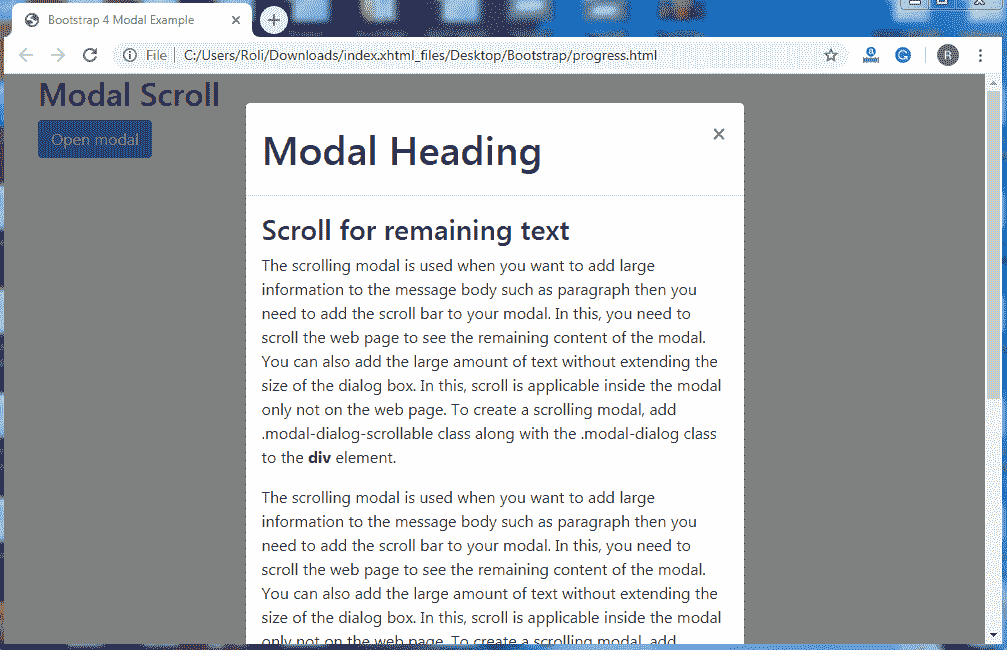 Bootstrap 4 Modal Example
File
C:/Users/Roli/Downloads/index.xhtml_files/Desktop/Bootstrap/progress.html
R
Modal Scroll
Open modal
Modal Heading
Scroll for remaining text
The scrolling modal is used when you want to add large
information to the message body such as paragraph then you
need to add the scroll bar to your modal. In this, you need to
scroll the web page to see the remaining content of the modal.
You can also add the large amount of text without extending the
size of the dialog box. In this, scroll is applicable inside the modal
only not on the web page. To create a scrolling modal, add
.modal-dialog-scrollable class along with the .modal-dialog class
to the div element.
The scrolling modal is used when you want to add large
information to the message body such as paragraph then you
need to add the scroll bar to your modal. In this, you need to
scroll the web page to see the remaining content of the modal.
You can also add the large amount of text without extending the
size of the dialog box. In this, scroll is applicable inside the modal
only not on the web page. To create a scrolling modal, add